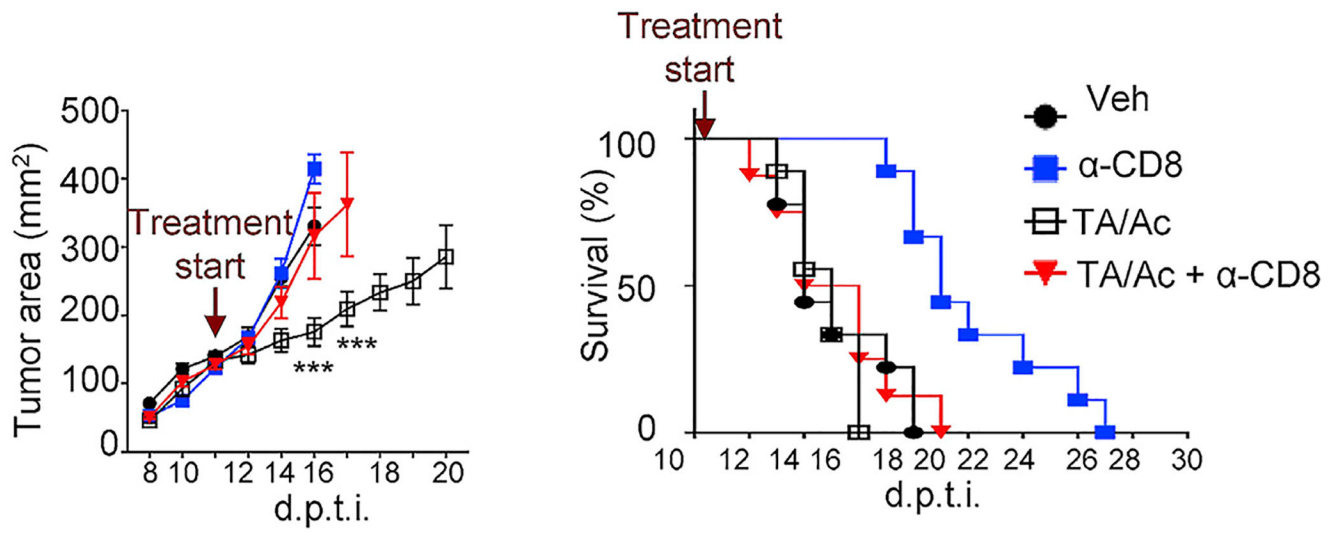 Treatment
start
500
400
300
200
100
0
Tumor area (mm²)
Treatment
start
***
***
8 10 12 14 16 18 20
d.p.t.i.
100
50
0
Survival (%)
10 12 14 16 18 20 22 24 26 28 30
d.p.t.i.
Veh
α-CD8
TA/Ac
TA/Ac + α-CD8